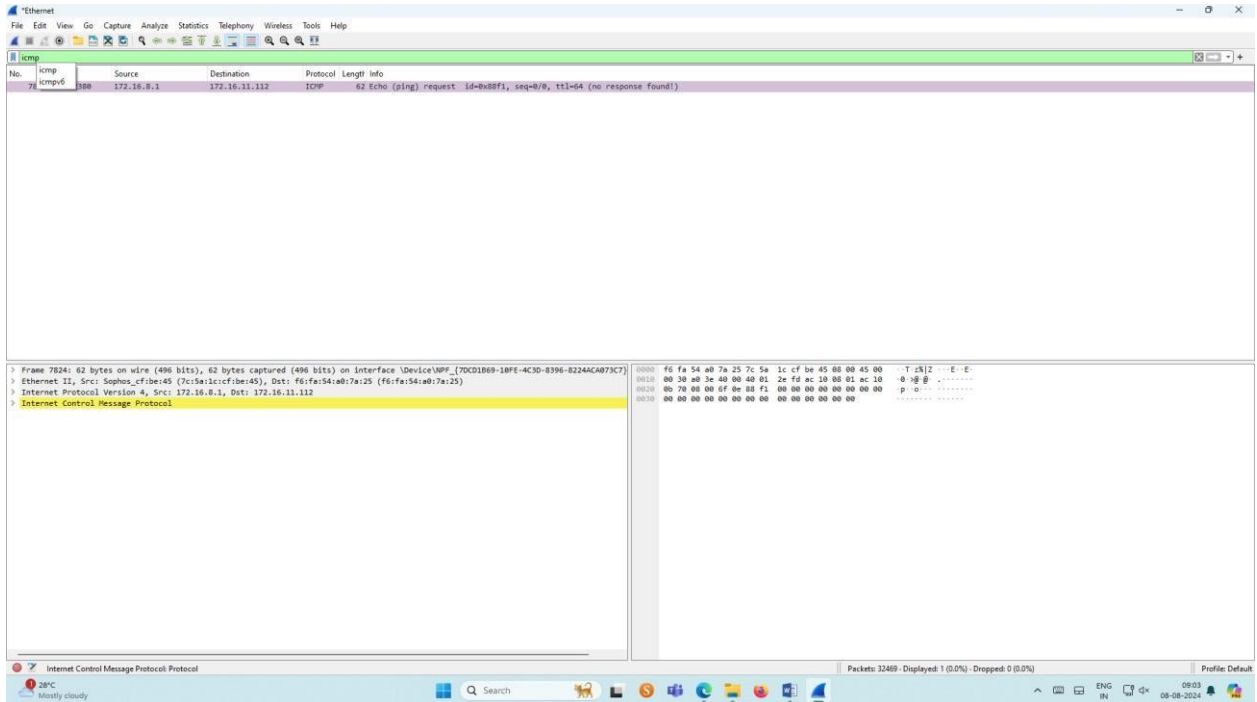 *Ethernet
File Edit View Go Capture Analyze Statistics Telephony Wireless Tools Help
icmp
No. Source Destination Protocol Lengtł Info
icmp
icmpv6
78 380 172.16.8.1 172.16.11.112 ICMP 62 Echo (ping) request id=0x88f1, seq=0/0, ttl=64 (no response found!)
> Frame 7824: 62 bytes on wire (496 bits), 62 bytes captured (496 bits) on interface \Device\NPF_{7DCD1B69-10FE-4C3D-8396-8224ACA073C7}
> Ethernet II, Src: Sophos_cf:be:45 (7c:5a:1c:cf:be:45), Dst: f6:fa:54:a0:7a:25 (f6:fa:54:a0:7a:25)
> Internet Protocol Version 4, Src: 172.16.8.1, Dst: 172.16.11.112
> Internet Control Message Protocol
0000 f6 fa 54 a0 7a 25 7c 5a 1c cf be 45 08 00 45 00 ··T·z%|Z ···E··E·
0010 00 30 a0 3e 40 00 40 01 2e fd ac 10 08 01 ac 10 ·0·>@·@· .·······
0020 0b 70 08 00 6f 0e 88 f1 00 00 00 00 00 00 00 00 ·p··o··· ········
0030 00 00 00 00 00 00 00 00 00 00 00 00 00 00 ········ ······
Internet Control Message Protocol: Protocol
Packets: 32469 · Displayed: 1 (0.0%) · Dropped: 0 (0.0%)
Profile: Default
1
28°C
Mostly cloudy
Search
ENG
IN
09:03
08-08-2024